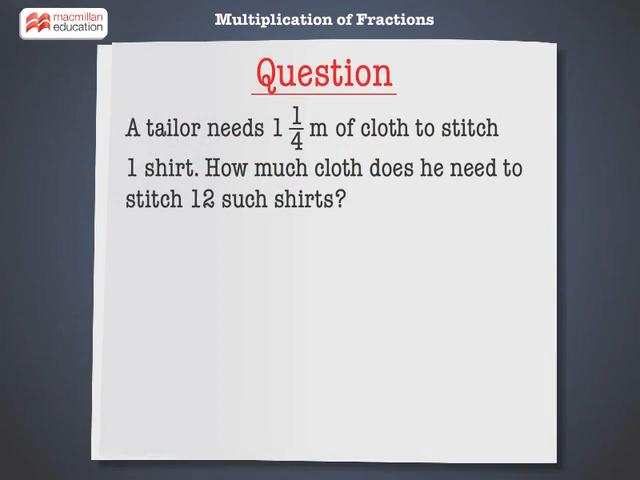 macmillan
education
Multiplication of Fractions
Question
A tailor needs 1 1/4 m of cloth to stitch
1 shirt. How much cloth does he need to
stitch 12 such shirts?